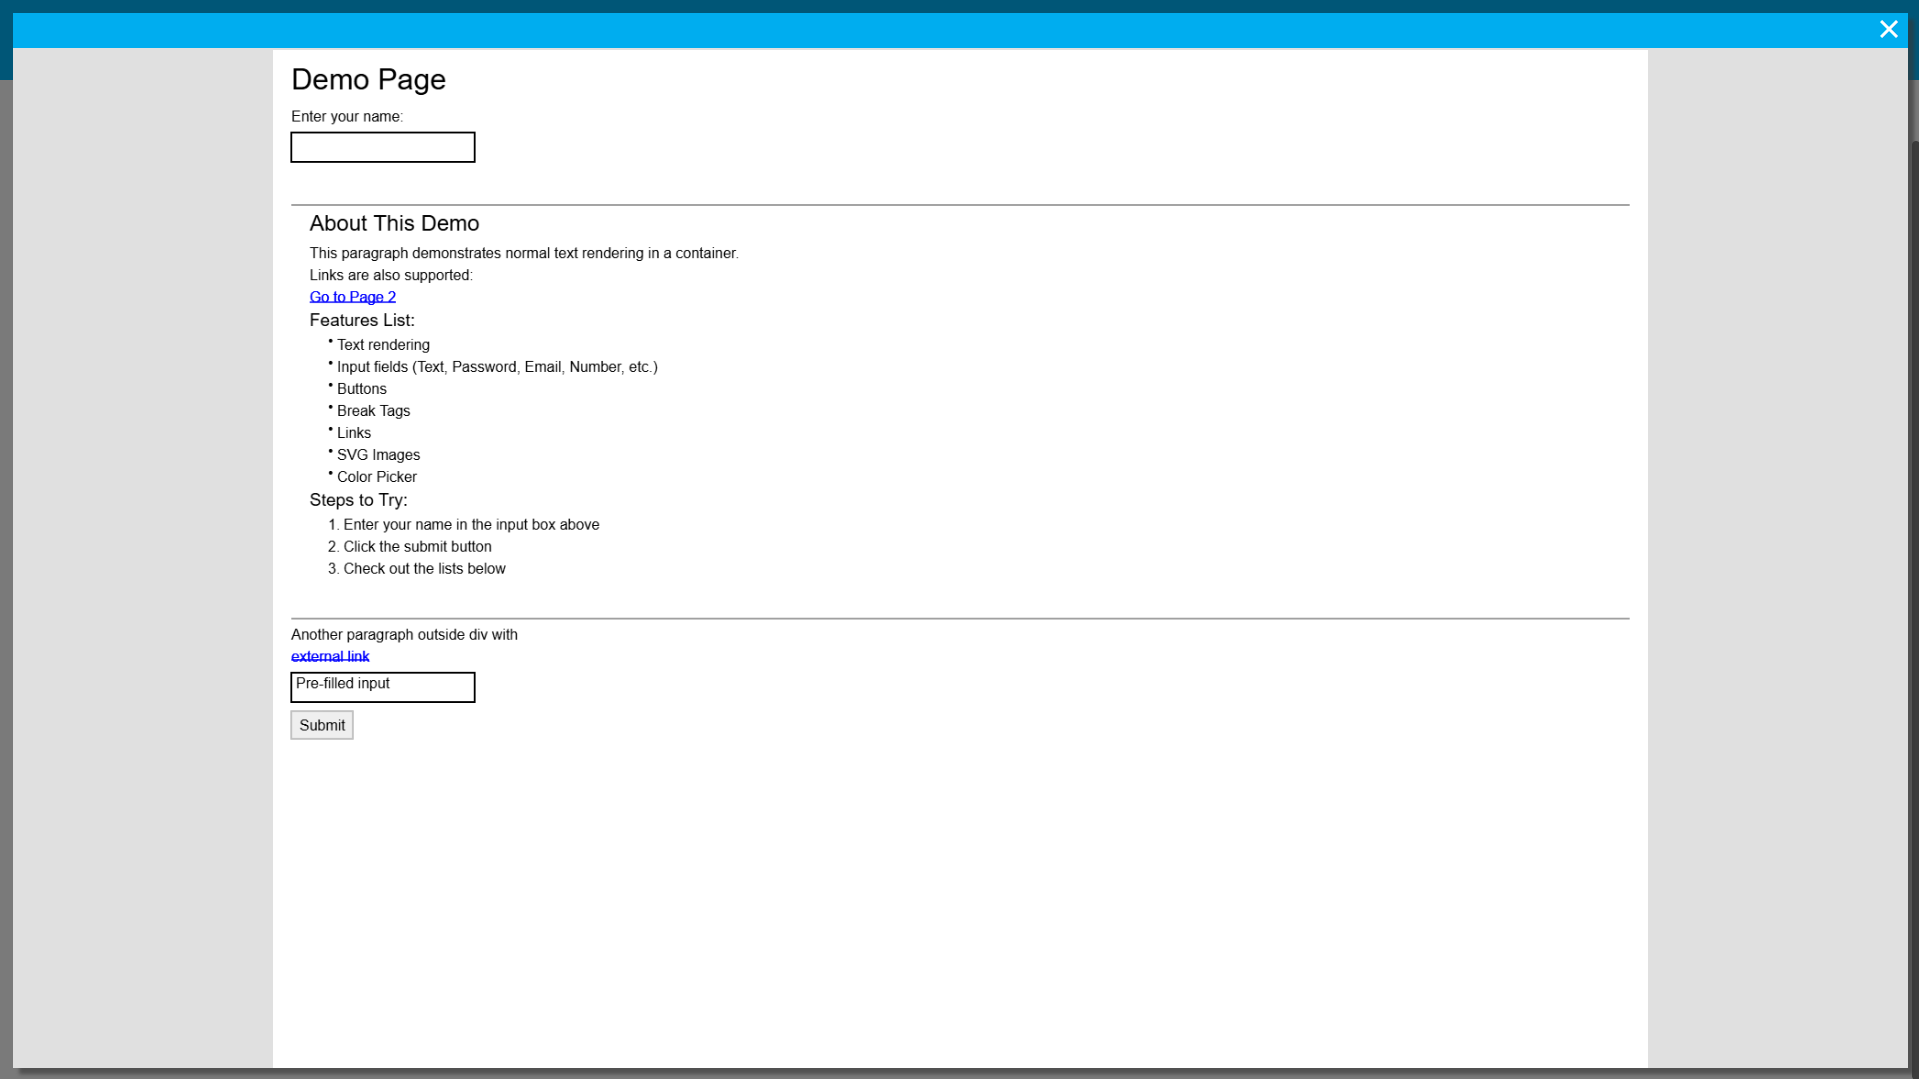 Demo Page
Enter your name:
About This Demo
This paragraph demonstrates normal text rendering in a container.
Links are also supported:
Go to Page 2
Features List:
• Text rendering
• Input fields (Text, Password, Email, Number, etc.)
• Buttons
• Break Tags
• Links
• SVG Images
• Color Picker
Steps to Try:
1. Enter your name in the input box above
2. Click the submit button
3. Check out the lists below
Another paragraph outside div with
external link
Pre-filled input
Submit